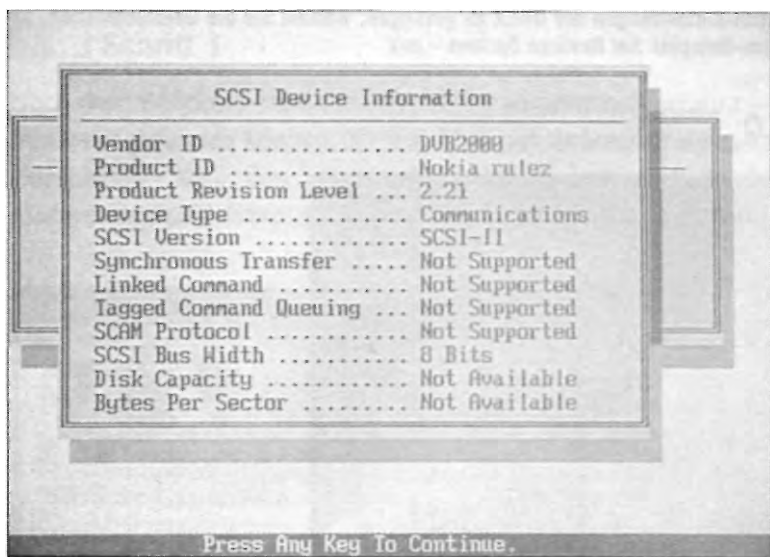 SCSI Device Information
Vendor ID ................ DVB2000
Product ID ............... Nokia rulez
Product Revision Level ... 2.21
Device Type .............. Communications
SCSI Version ............. SCSI-II
Synchronous Transfer ..... Not Supported
Linked Command ........... Not Supported
Tagged Command Queuing ... Not Supported
SCAM Protocol ............ Not Supported
SCSI Bus Width ........... 8 Bits
Disk Capacity ............ Not Available
Bytes Per Sector ......... Not Available
Press Any Key To Continue.